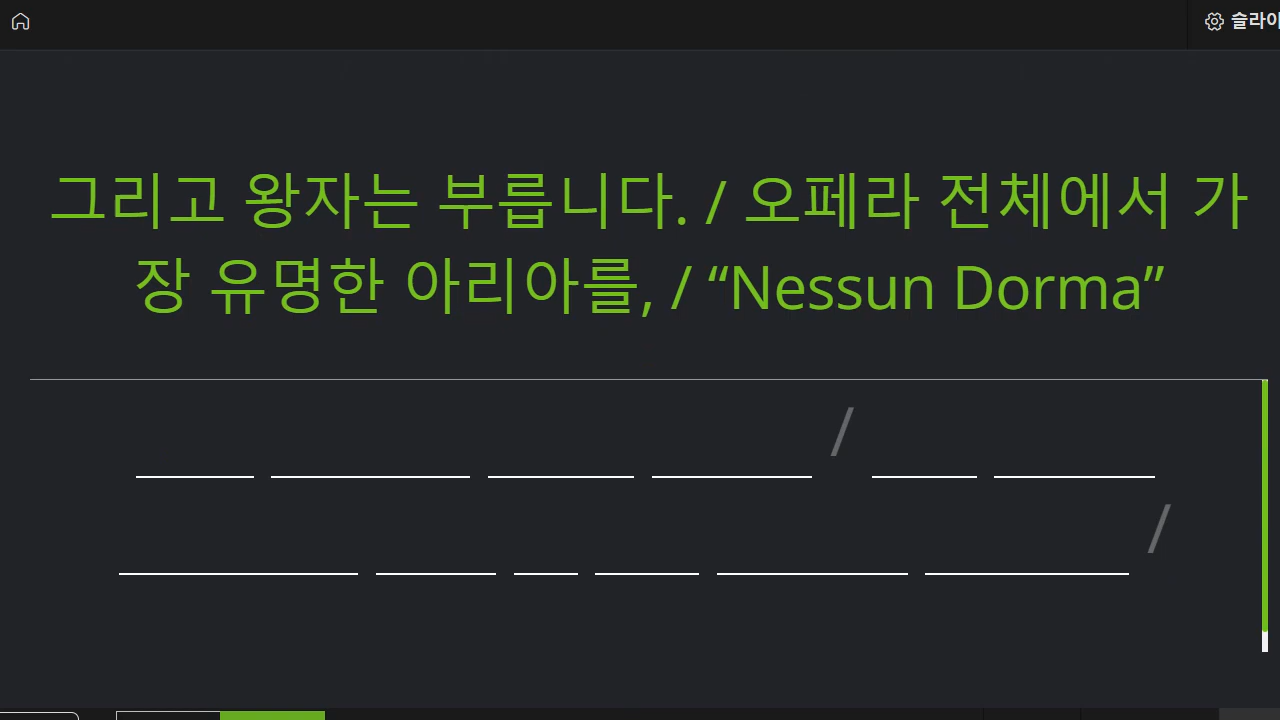 슬라이
그리고 왕자는 부릅니다. / 오페라 전체에서 가
장 유명한 아리아를, / “Nessun Dorma”
/
/